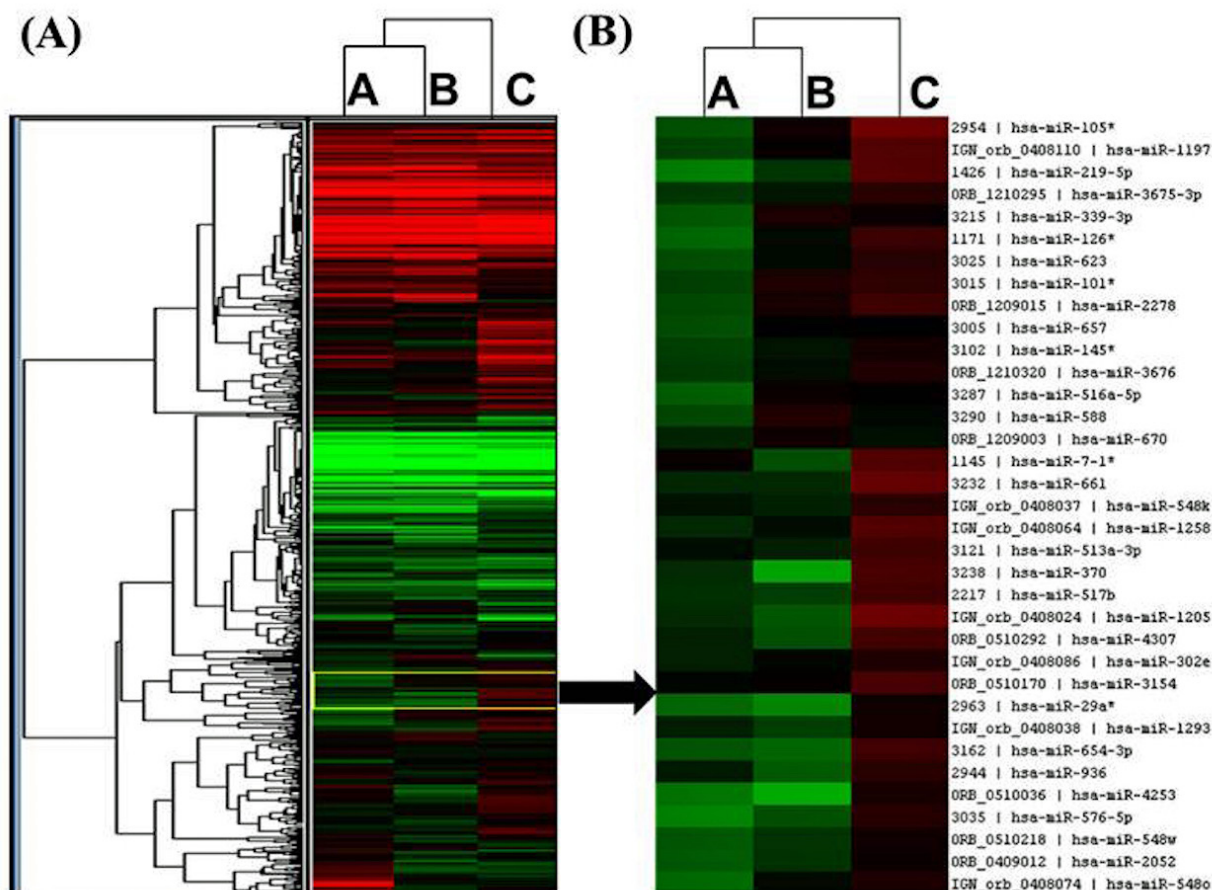 (A)
A B C
(B)
A B C
2954 | hsa-miR-105*
IGN_orb_0408110 | hsa-miR-1197
1426 | hsa-miR-219-5p
ORB_1210295 | hsa-miR-3675-3p
3215 | hsa-miR-339-3p
1171 | hsa-miR-126*
3025 | hsa-miR-623
3015 | hsa-miR-101*
ORB_1209015 | hsa-miR-2278
3005 | hsa-miR-657
3102 | hsa-miR-145*
ORB_1210320 | hsa-miR-3676
3287 | hsa-miR-516a-5p
3290 | hsa-miR-588
ORB_1209003 | hsa-miR-670
1145 | hsa-miR-7-1*
3232 | hsa-miR-661
IGN_orb_0408037 | hsa-miR-548k
IGN_orb_0408064 | hsa-miR-1258
3121 | hsa-miR-513a-3p
3238 | hsa-miR-370
2217 | hsa-miR-517b
IGN_orb_0408024 | hsa-miR-1205
ORB_0510292 | hsa-miR-4307
IGN_orb_0408086 | hsa-miR-302e
ORB_0510170 | hsa-miR-3154
2963 | hsa-miR-29a*
IGN_orb_0408038 | hsa-miR-1293
3162 | hsa-miR-654-3p
2944 | hsa-miR-936
ORB_0510036 | hsa-miR-4253
3035 | hsa-miR-576-5p
ORB_0510218 | hsa-miR-548w
ORB_0409012 | hsa-miR-2052
IGN_orb_0408074 | hsa-miR-548o